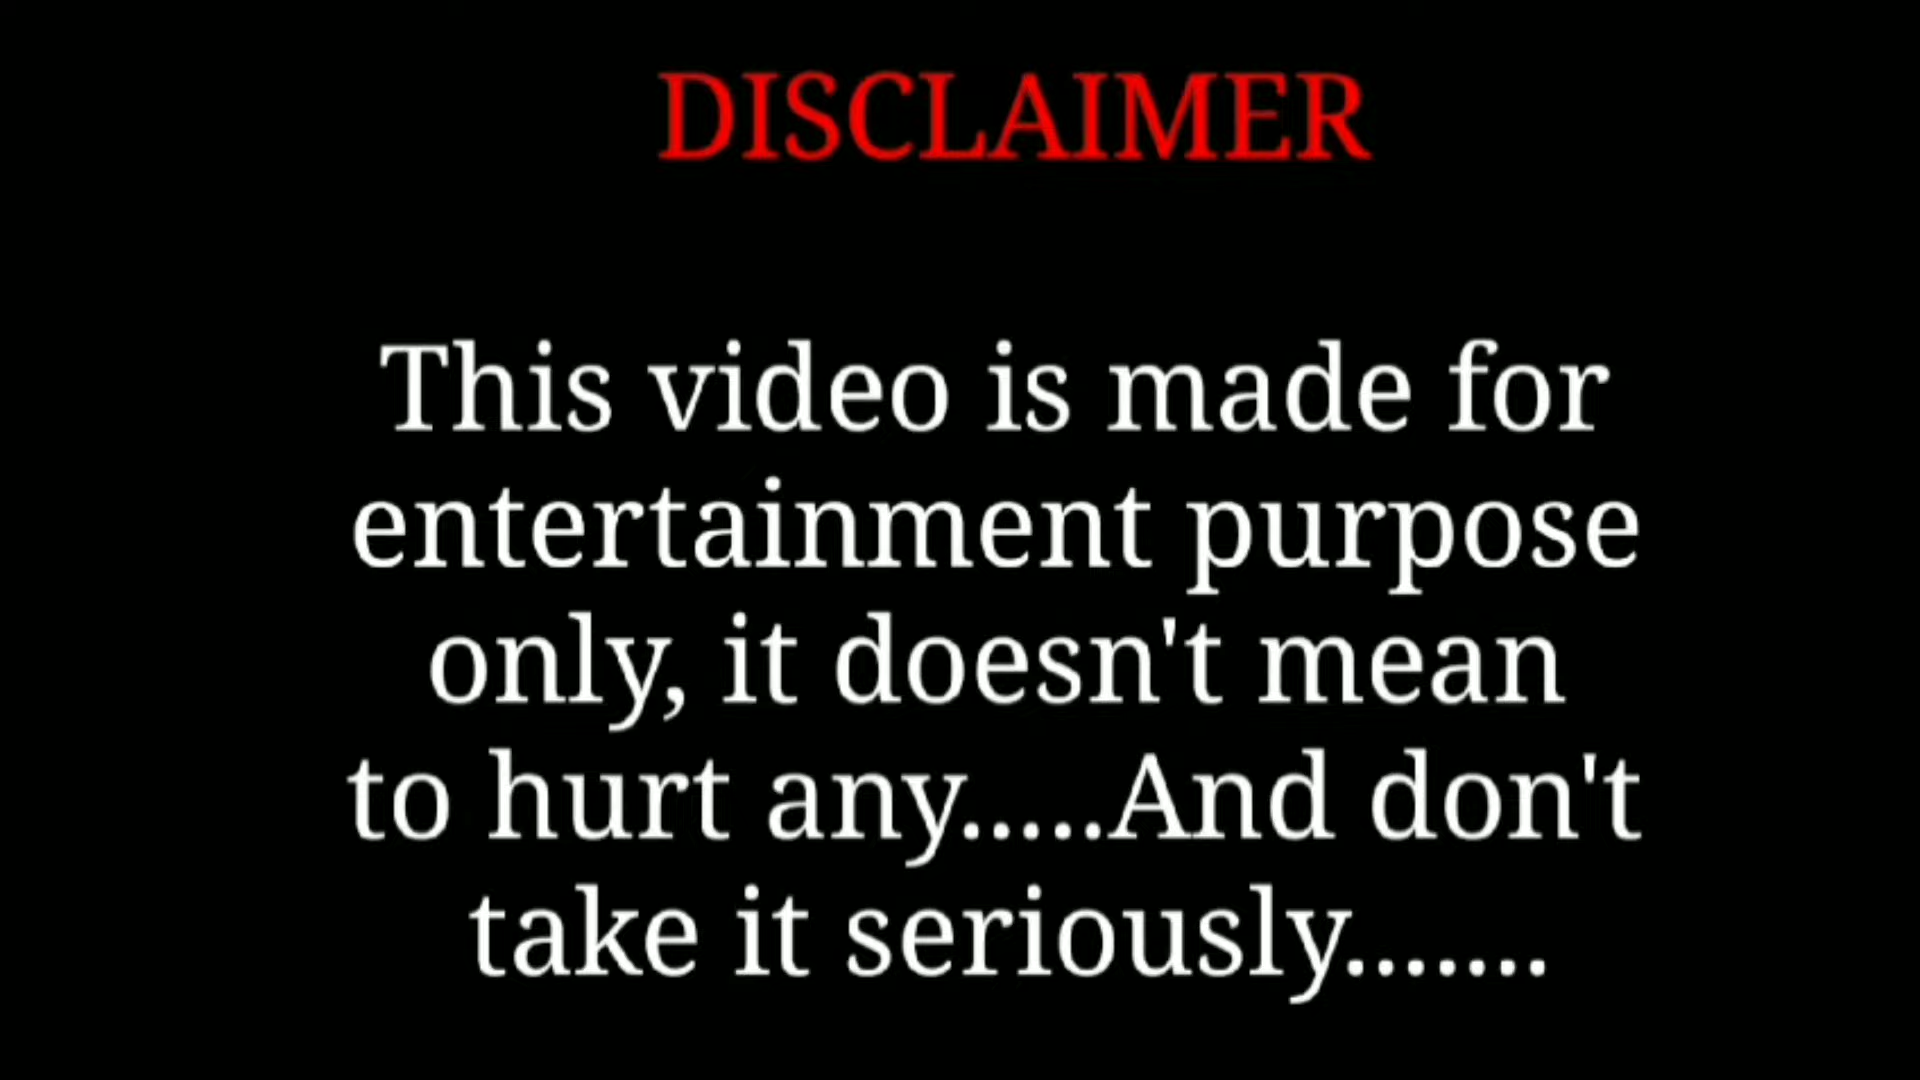 DISCLAIMER
This video is made for
entertainment purpose
only, it doesn't mean
to hurt any.....And don't
take it seriously.......